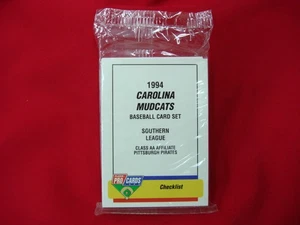 1994
CAROLINA
MUDCATS
BASEBALL CARD SET
SOUTHERN
LEAGUE
CLASS AA AFFILIATE
PITTSBURGH PIRATES
PRO CARDS
Checklist